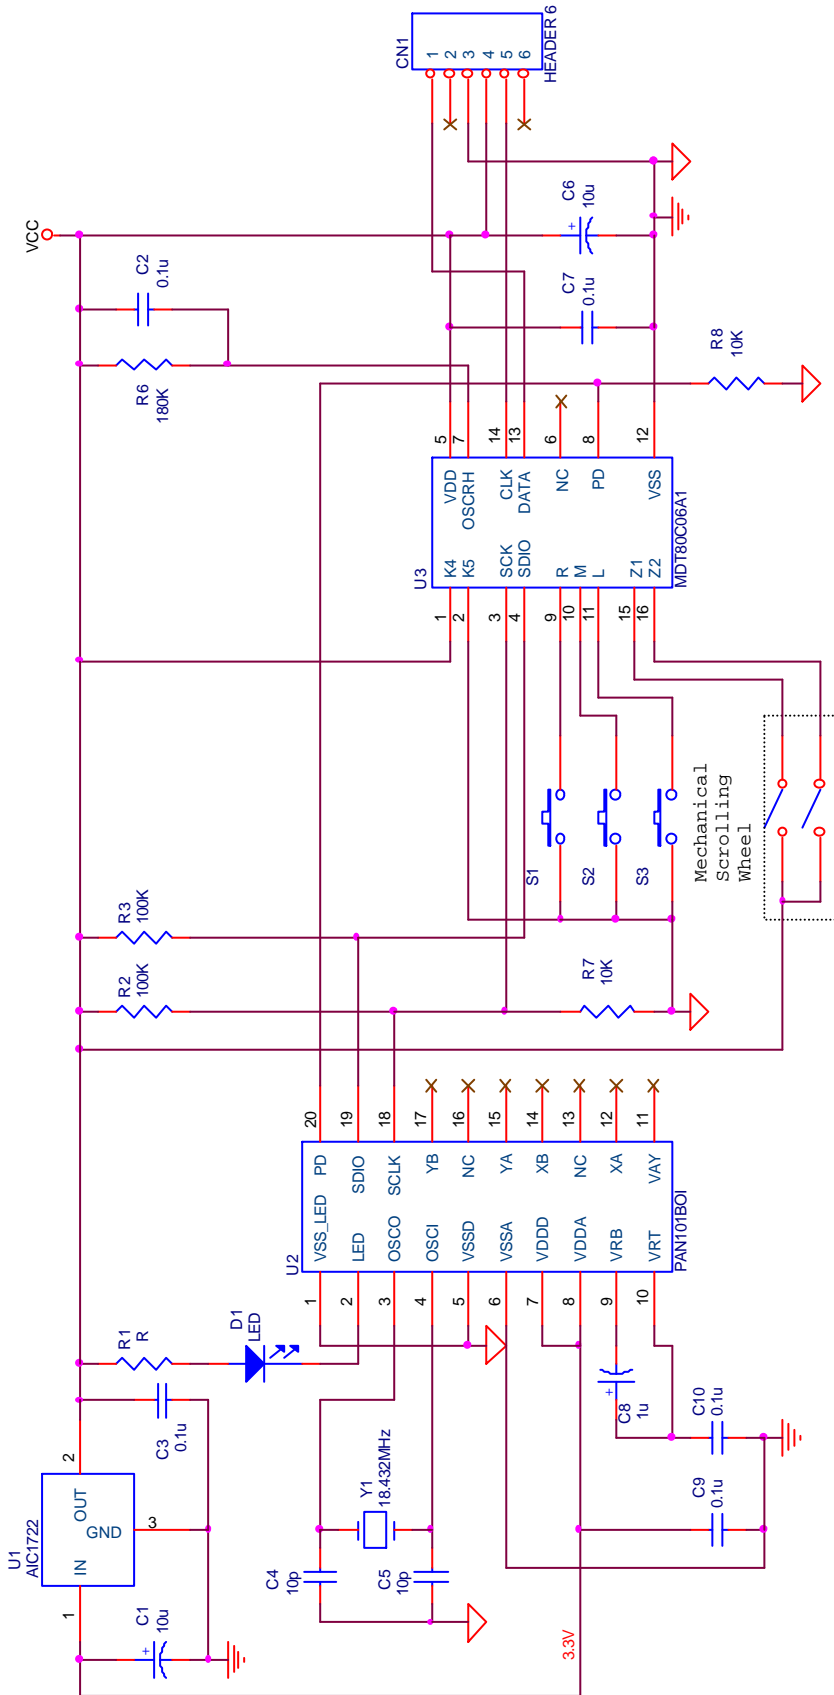 CN1
1
2
3
4
5
6
HEADER 6
VCC
C2
0.1u
R6
180K
C6
10u
C7
0.1u
R8
10K
5
7
14
13
6
8
12
VDD
OSCRH
CLK
DATA
NC
PD
VSS
U3
K4
K5
SCK
SDIO
R
M
L
Z1
Z2
MDT80C06A1
1
2
3
4
9
10
11
15
16
S1
S2
S3
Mechanical
Scrolling
Wheel
R3
100K
R2
100K
R7
10K
20
19
18
17
16
15
14
13
12
11
PD
SDIO
SCLK
YB
NC
YA
XB
NC
XA
VAY
U2
VSS_LED
LED
OSCO
OSCI
VSSD
VSSA
VDDD
VDDA
VRB
VRT
PAN101BOI
1
2
3
4
5
6
7
8
9
10
R1
R
D1
LED
C3
0.1u
C8
1u
+
C10
0.1u
C9
0.1u
Y1
18.432MHz
C4
10p
C5
10p
U1
AIC1722
OUT
GND
IN
2
3
1
C1
10u
+
3.3V
+